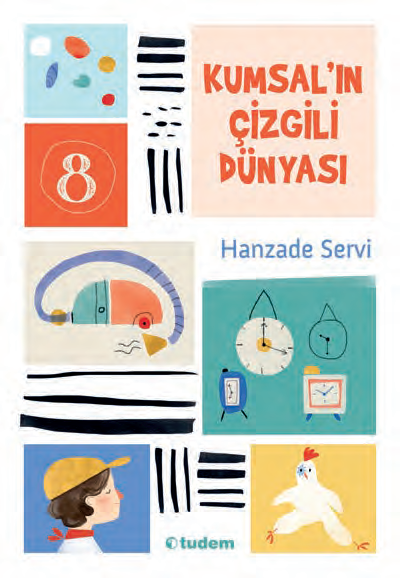 KUMSAL'IN
ÇİZGİLİ
DÜNYASI
8
Hanzade Servi
tudem